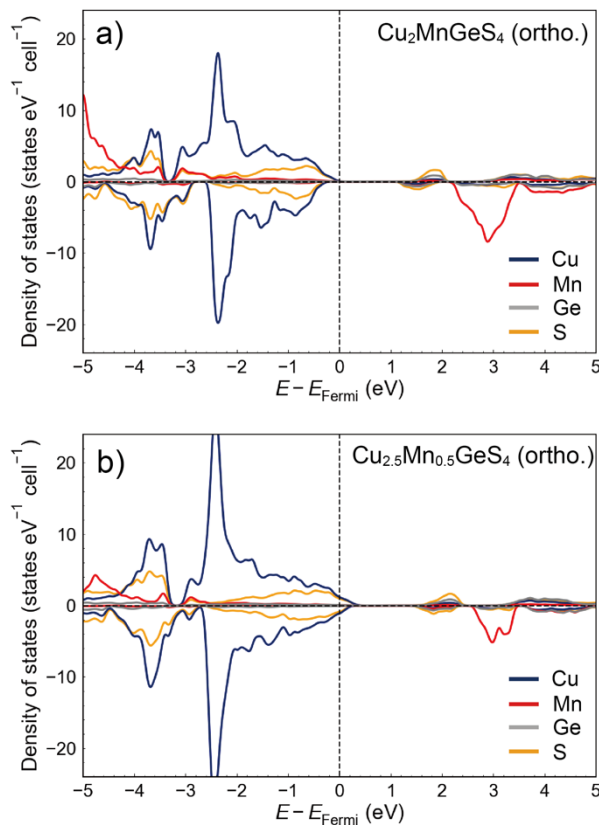 a)
Cu₂MnGeS₄ (ortho.)
Density of states (states eV⁻¹ cell⁻¹)
20
10
0
−10
−20
Cu
Mn
Ge
S
−5 −4 −3 −2 −1 0 1 2 3 4 5
E − E_Fermi (eV)
b)
Cu₂.₅Mn₀.₅GeS₄ (ortho.)
Density of states (states eV⁻¹ cell⁻¹)
20
10
0
−10
−20
Cu
Mn
Ge
S
−5 −4 −3 −2 −1 0 1 2 3 4 5
E − E_Fermi (eV)